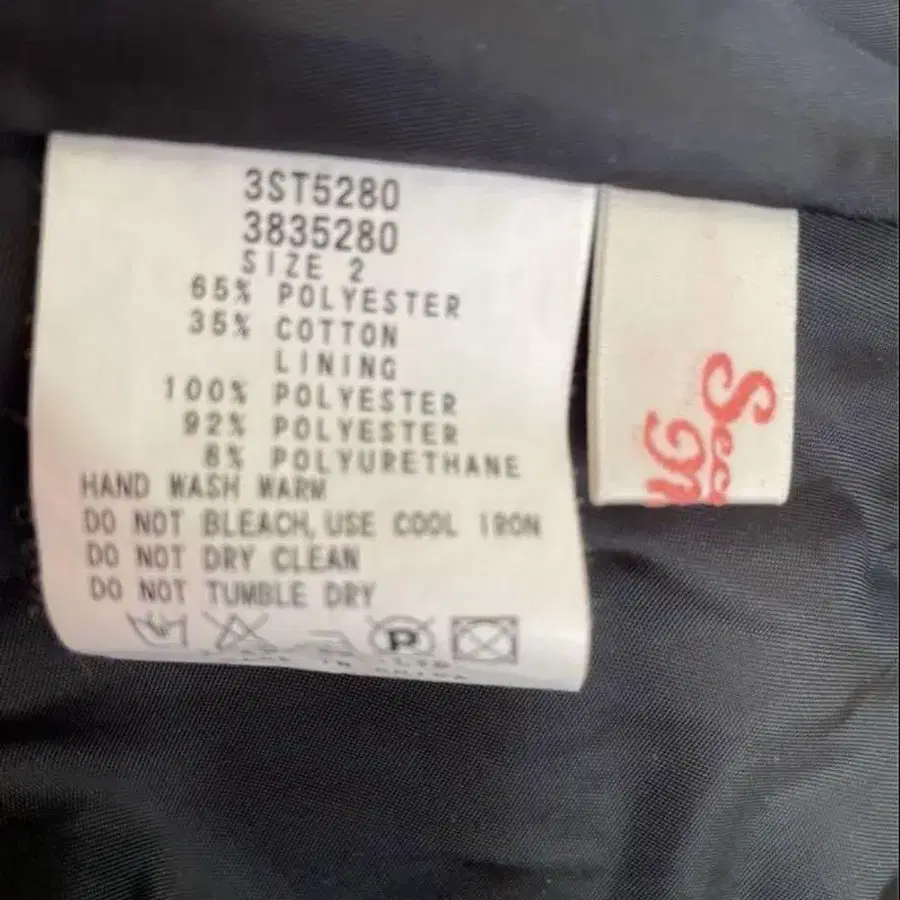 3ST5280
3835280
SIZE 2
65% POLYESTER
35% COTTON
LINING
100% POLYESTER
92% POLYESTER
8% POLYURETHANE
HAND WASH WARM
DO NOT BLEACH, USE COOL IRON
DO NOT DRY CLEAN
DO NOT TUMBLE DRY
P